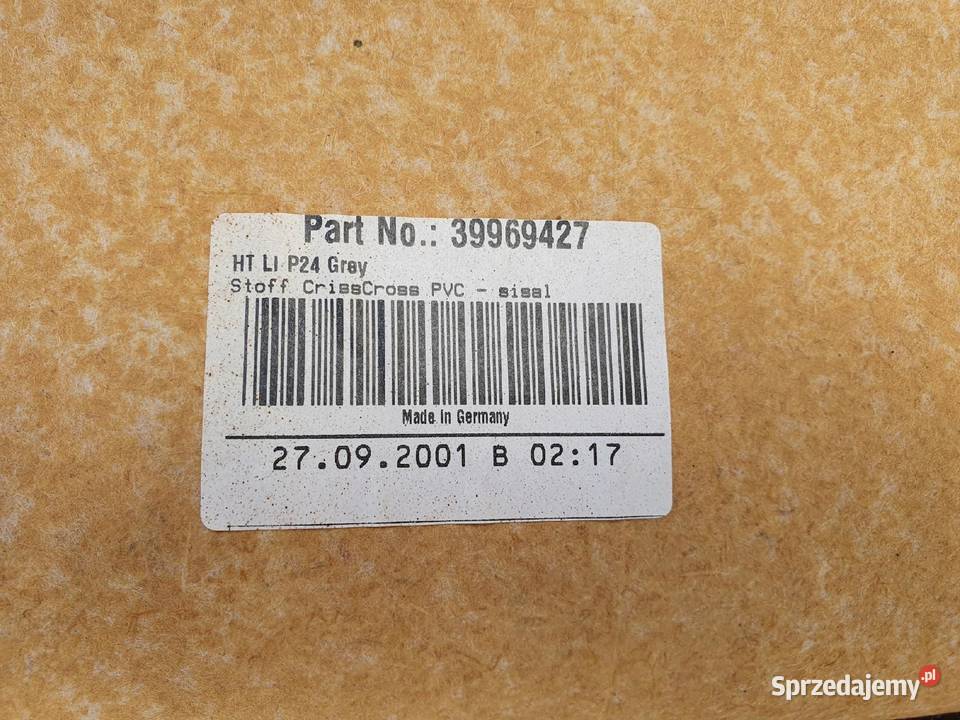 Part No.: 39969427
HT LI P24 Grey
Stoff CrissCross PVC - sisal
Made in Germany
27.09.2001 B 02:17
Sprzedajemy.pl